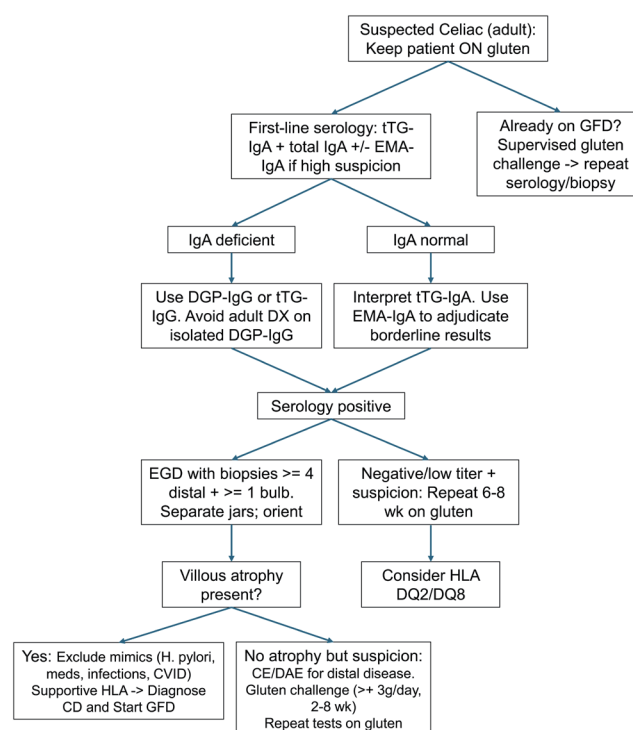 Suspected Celiac (adult):
Keep patient ON gluten
First-line serology: tTG-
IgA + total IgA +/- EMA-
IgA if high suspicion
Already on GFD?
Supervised gluten
challenge -> repeat
serology/biopsy
IgA deficient
IgA normal
Use DGP-IgG or tTG-
IgG. Avoid adult DX on
isolated DGP-IgG
Interpret tTG-IgA. Use
EMA-IgA to adjudicate
borderline results
Serology positive
EGD with biopsies >= 4
distal + >= 1 bulb.
Separate jars; orient
Negative/low titer +
suspicion: Repeat 6-8
wk on gluten
Villous atrophy
present?
Consider HLA
DQ2/DQ8
Yes: Exclude mimics (H. pylori,
meds, infections, CVID)
Supportive HLA -> Diagnose
CD and Start GFD
No atrophy but suspicion:
CE/DAE for distal disease.
Gluten challenge (>+ 3g/day,
2-8 wk)
Repeat tests on gluten